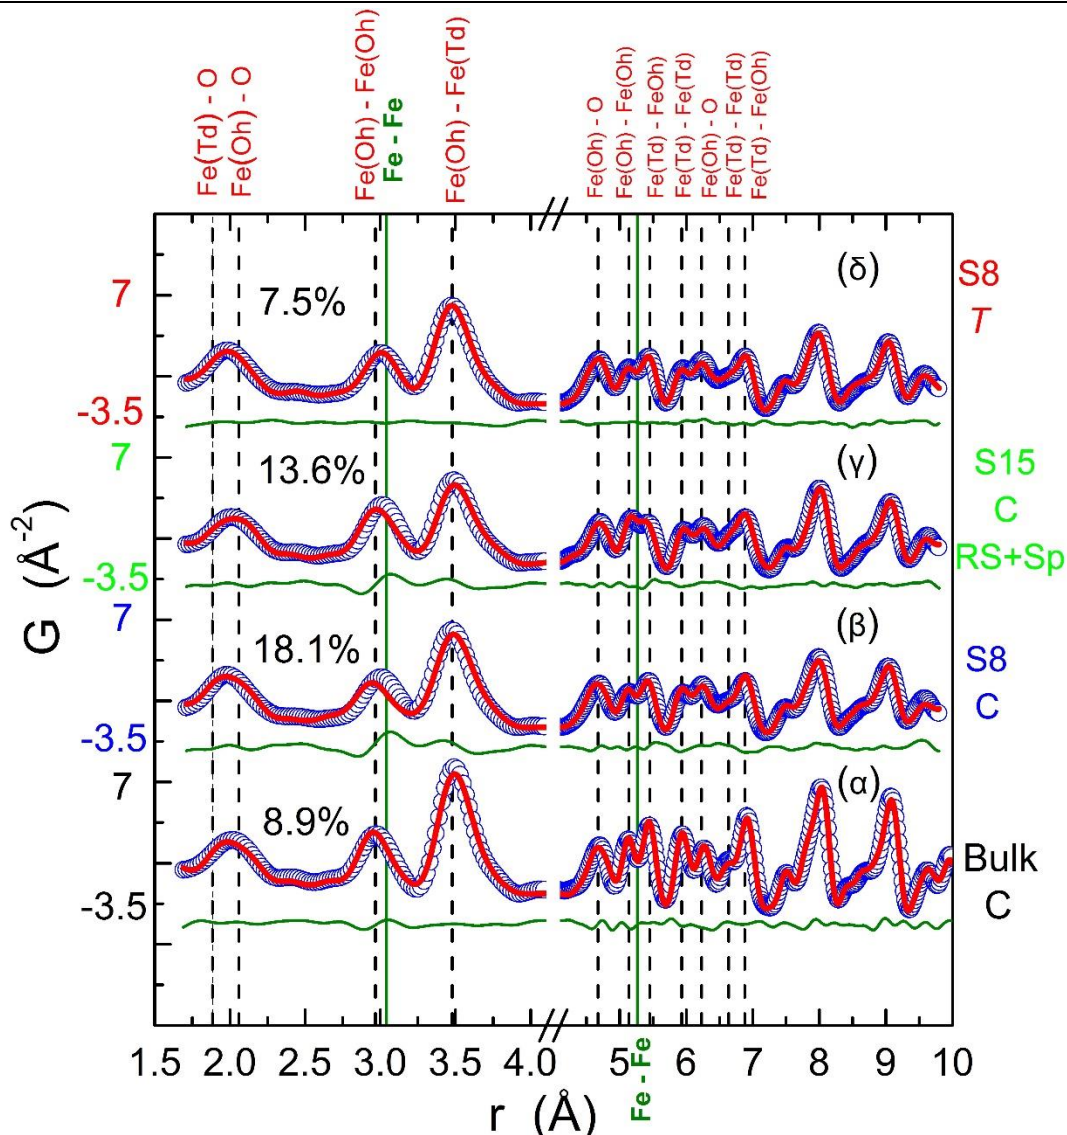 Fe(Td) - O
Fe(Oh) - O
Fe(Oh) - Fe(Oh)
Fe - Fe
Fe(Oh) - Fe(Td)
Fe(Oh) - O
Fe(Oh) - Fe(Oh)
Fe(Td) - FeOh)
Fe(Td) - Fe(Td)
Fe(Oh) - O
Fe(Td) - Fe(Td)
Fe(Td) - Fe(Oh)
7
7.5%
(δ)
S8
T
-3.5
7
13.6%
(γ)
S15
C
RS+Sp
-3.5
7
18.1%
(β)
S8
C
-3.5
7
8.9%
(α)
Bulk
C
-3.5
G (Å⁻²)
1.5 2.0 2.5 3.0 3.5 4.0 5 6 7 8 9 10
Fe - Fe
r (Å)